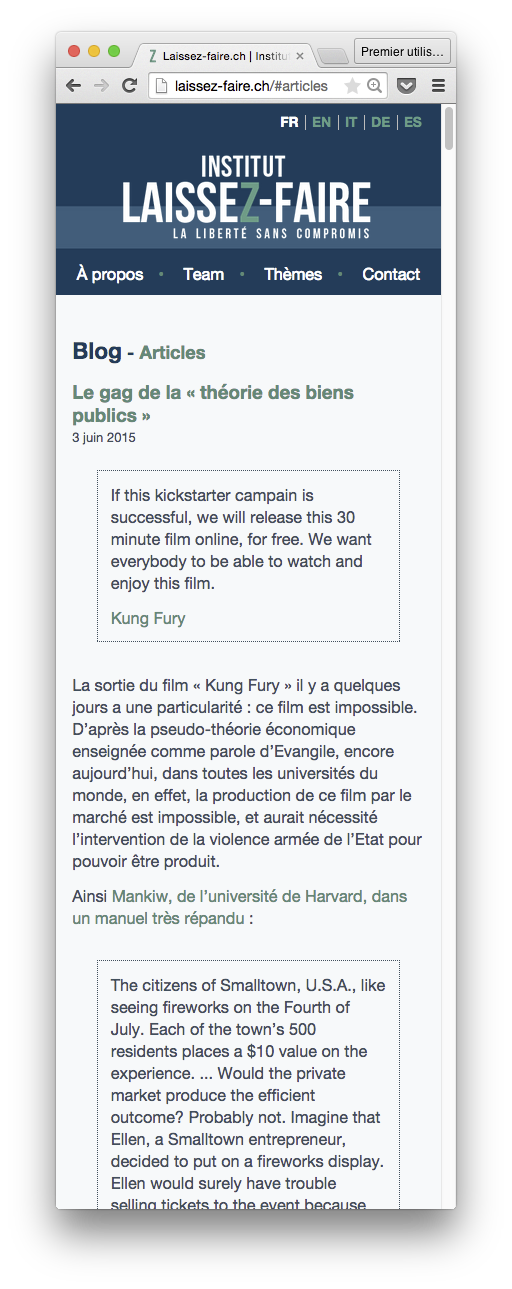 Laissez-faire.ch | Institu
Premier utilis…
laissez-faire.ch/#articles
FR | EN | IT | DE | ES
INSTITUT
LAISSEZ-FAIRE
LA LIBERTÉ SANS COMPROMIS
À propos • Team • Thèmes • Contact
Blog - Articles
Le gag de la « théorie des biens
publics »
3 juin 2015
If this kickstarter campain is
successful, we will release this 30
minute film online, for free. We want
everybody to be able to watch and
enjoy this film.
Kung Fury
La sortie du film « Kung Fury » il y a quelques
jours a une particularité : ce film est impossible.
D’après la pseudo-théorie économique
enseignée comme parole d’Evangile, encore
aujourd’hui, dans toutes les universités du
monde, en effet, la production de ce film par le
marché est impossible, et aurait nécessité
l’intervention de la violence armée de l’Etat pour
pouvoir être produit.
Ainsi Mankiw, de l’université de Harvard, dans
un manuel très répandu :
The citizens of Smalltown, U.S.A., like
seeing fireworks on the Fourth of
July. Each of the town’s 500
residents places a $10 value on the
experience. ... Would the private
market produce the efficient
outcome? Probably not. Imagine that
Ellen, a Smalltown entrepreneur,
decided to put on a fireworks display.
Ellen would surely have trouble
selling tickets to the event because